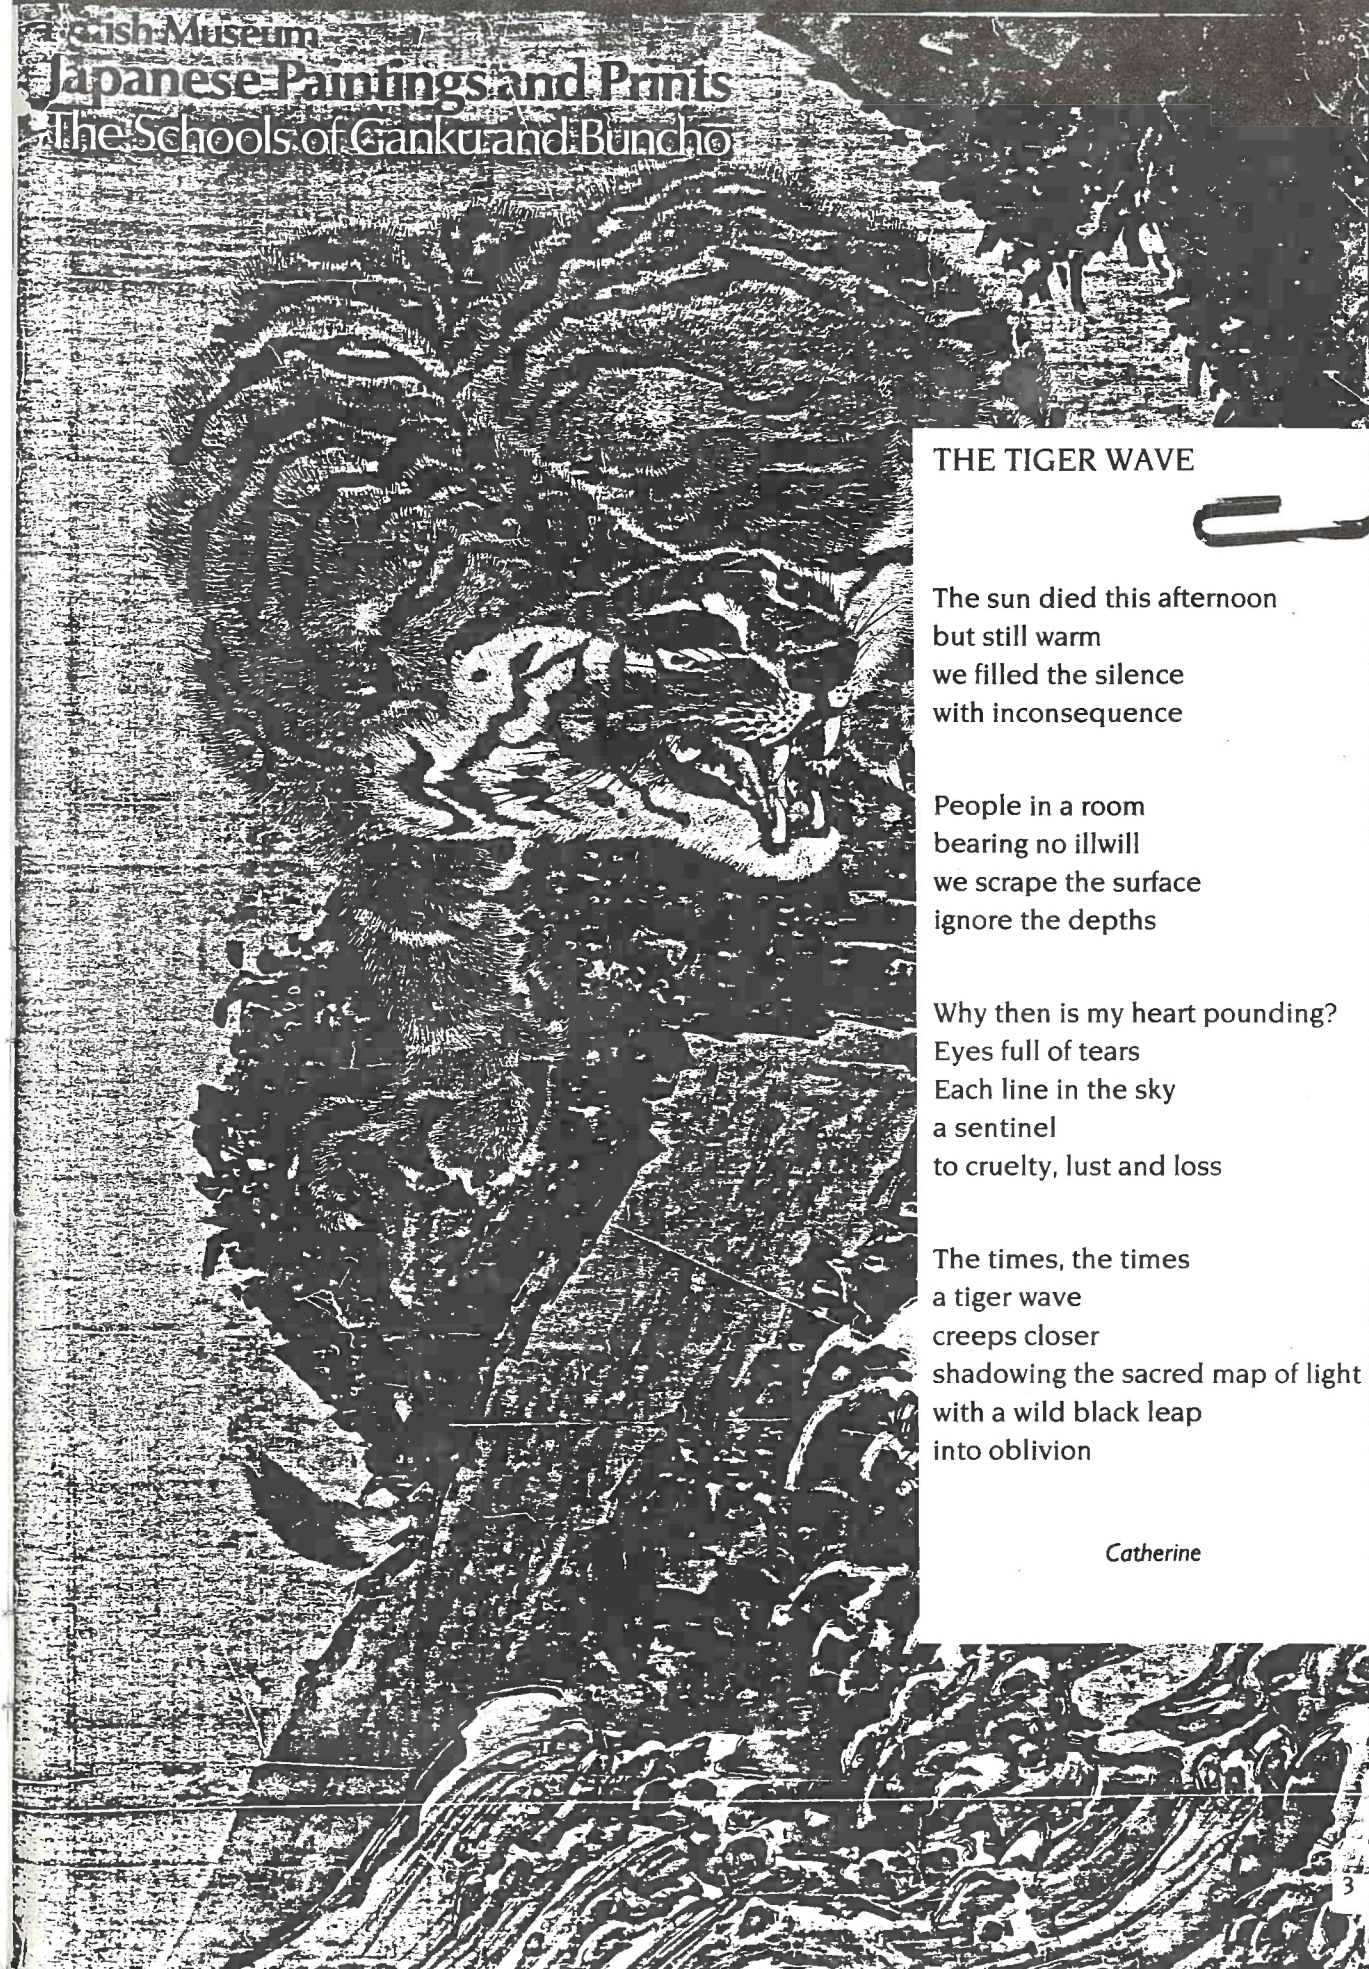 Museum
Japanese Paintings and Prints
The Schools of Ganku and Buncho
THE TIGER WAVE
The sun died this afternoon
but still warm
we filled the silence
with inconsequence
People in a room
bearing no illwill
we scrape the surface
ignore the depths
Why then is my heart pounding?
Eyes full of tears
Each line in the sky
a sentinel
to cruelty, lust and loss
The times, the times
a tiger wave
creeps closer
shadowing the sacred map of light
with a wild black leap
into oblivion
Catherine
3